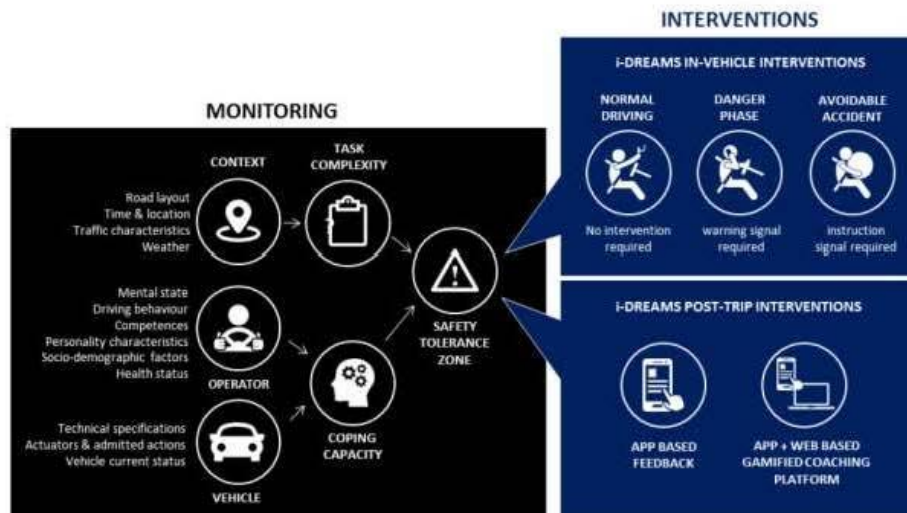 INTERVENTIONS
i-DREAMS IN-VEHICLE INTERVENTIONS
NORMAL
DRIVING
DANGER
PHASE
AVOIDABLE
ACCIDENT
No intervention
required
warning signal
required
instruction
signal required
MONITORING
CONTEXT
TASK
COMPLEXITY
Road layout
Time & location
Traffic characteristics
Weather
Mental state
Driving behaviour
Competences
Personality characteristics
Socio-demographic factors
Health status
OPERATOR
SAFETY
TOLERANCE
ZONE
Technical specifications
Actuators & admitted actions
Vehicle current status
VEHICLE
COPING
CAPACITY
i-DREAMS POST-TRIP INTERVENTIONS
APP BASED
FEEDBACK
APP + WEB BASED
GAMIFIED COACHING
PLATFORM